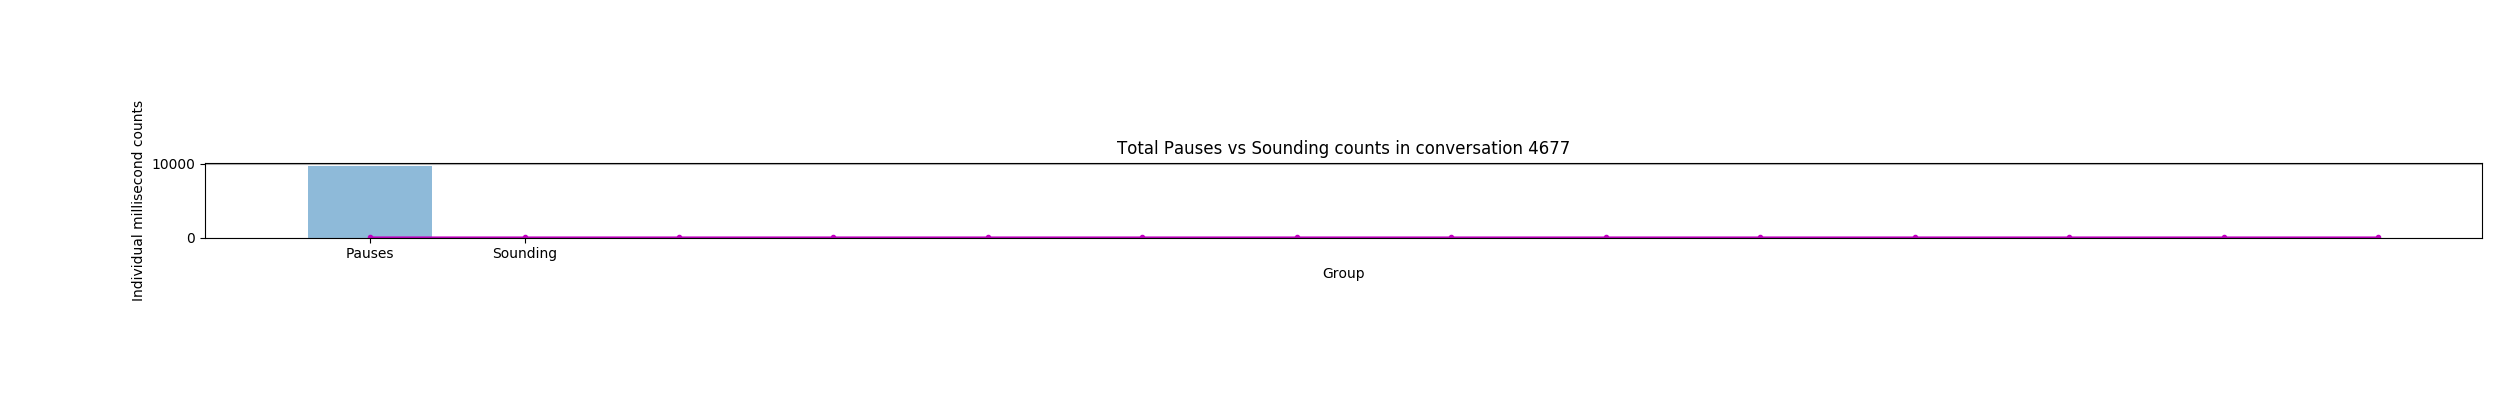 Total Pauses vs Sounding counts in conversation 4677
Individual millisecond counts
10000
0
Pauses
Sounding
Group